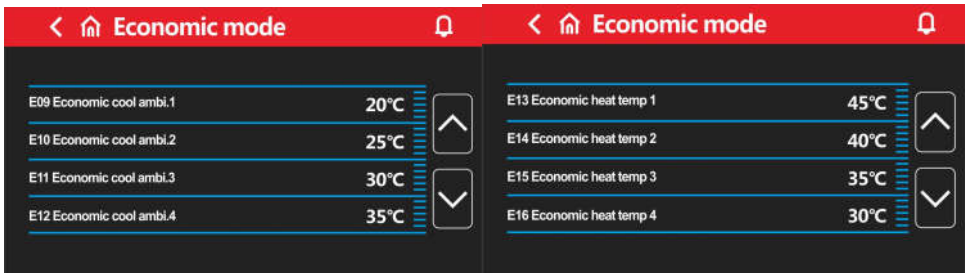 Economic mode
E09 Economic cool ambi.1 20°C
E10 Economic cool ambi.2 25°C
E11 Economic cool ambi.3 30°C
E12 Economic cool ambi.4 35°C
Economic mode
E13 Economic heat temp 1 45°C
E14 Economic heat temp 2 40°C
E15 Economic heat temp 3 35°C
E16 Economic heat temp 4 30°C